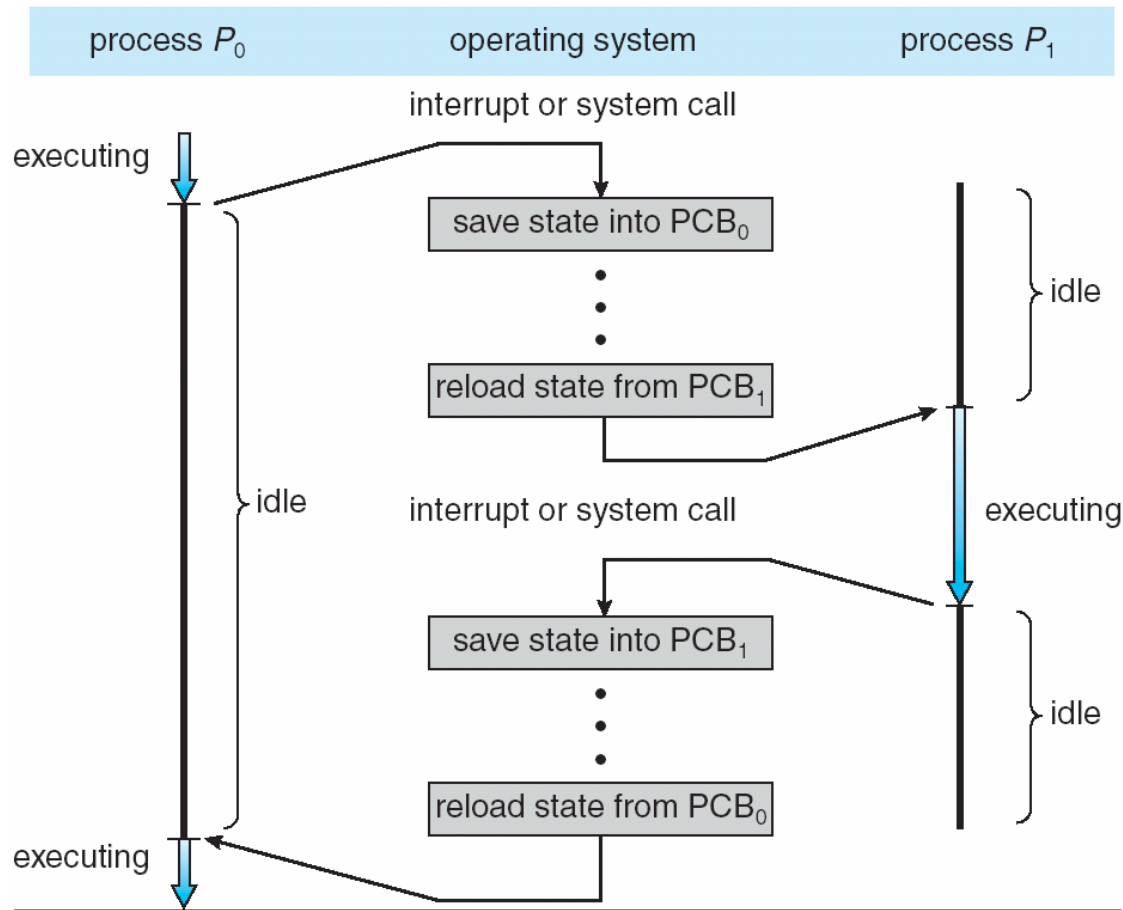 process P₀ operating system process P₁
interrupt or system call
executing
save state into PCB₀
idle
reload state from PCB₁
idle
interrupt or system call
executing
save state into PCB₁
idle
reload state from PCB₀
executing